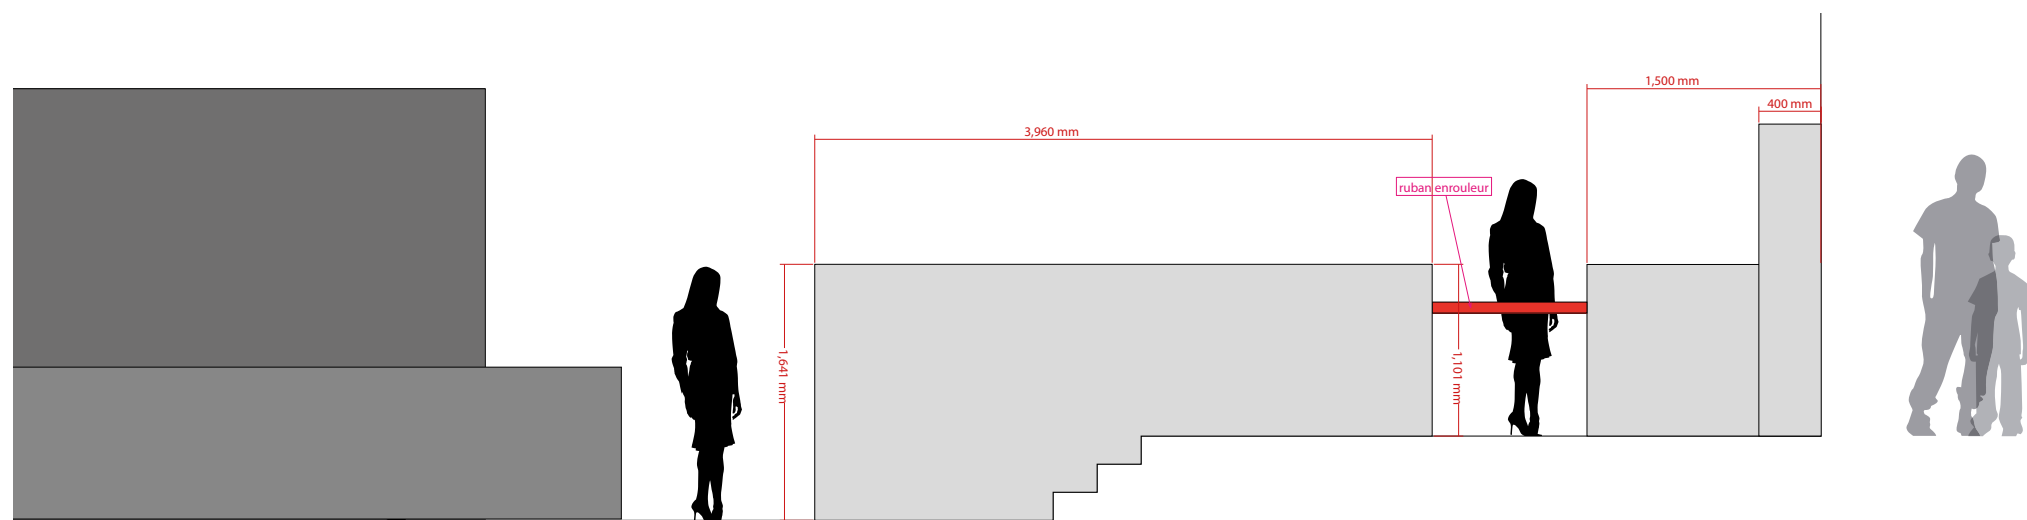 1,500 mm
400 mm
3,960 mm
ruban enrouleur
1,641 mm
1,101 mm